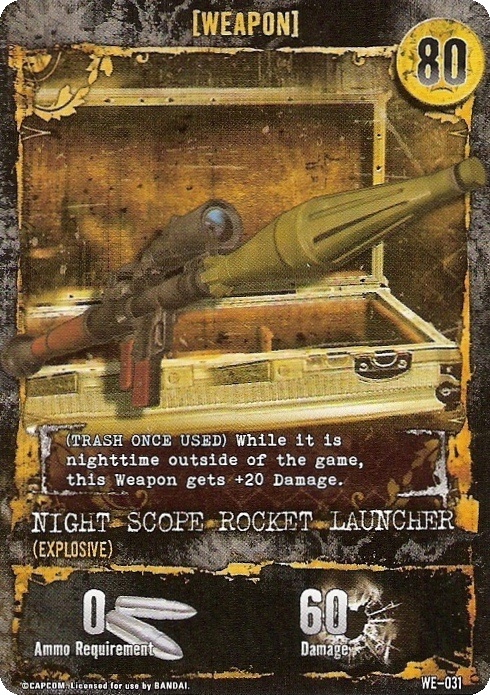 [WEAPON]
80
(TRASH ONCE USED) While it is
nighttime outside of the game,
this Weapon gets +20 Damage.
NIGHT SCOPE ROCKET LAUNCHER
(EXPLOSIVE)
0
Ammo Requirement
60
Damage
©CAPCOM. Licensed for use by BANDAI.
WE-031